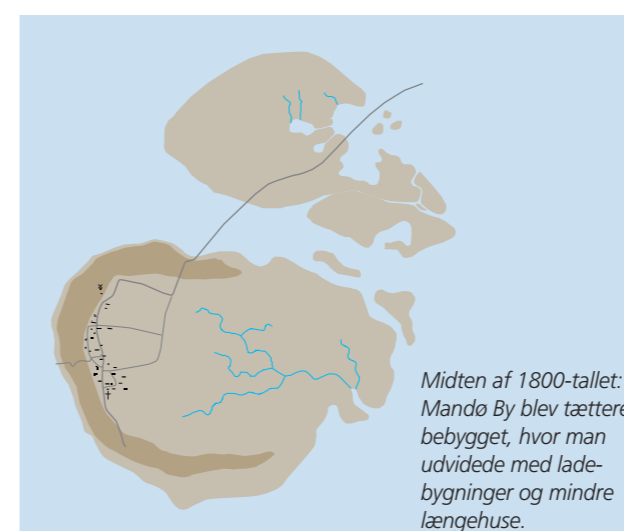 Midten af 1800-tallet:
Mandø By blev tættere
bebygget, hvor man
udvidede med lade-
bygninger og mindre
længehuse.